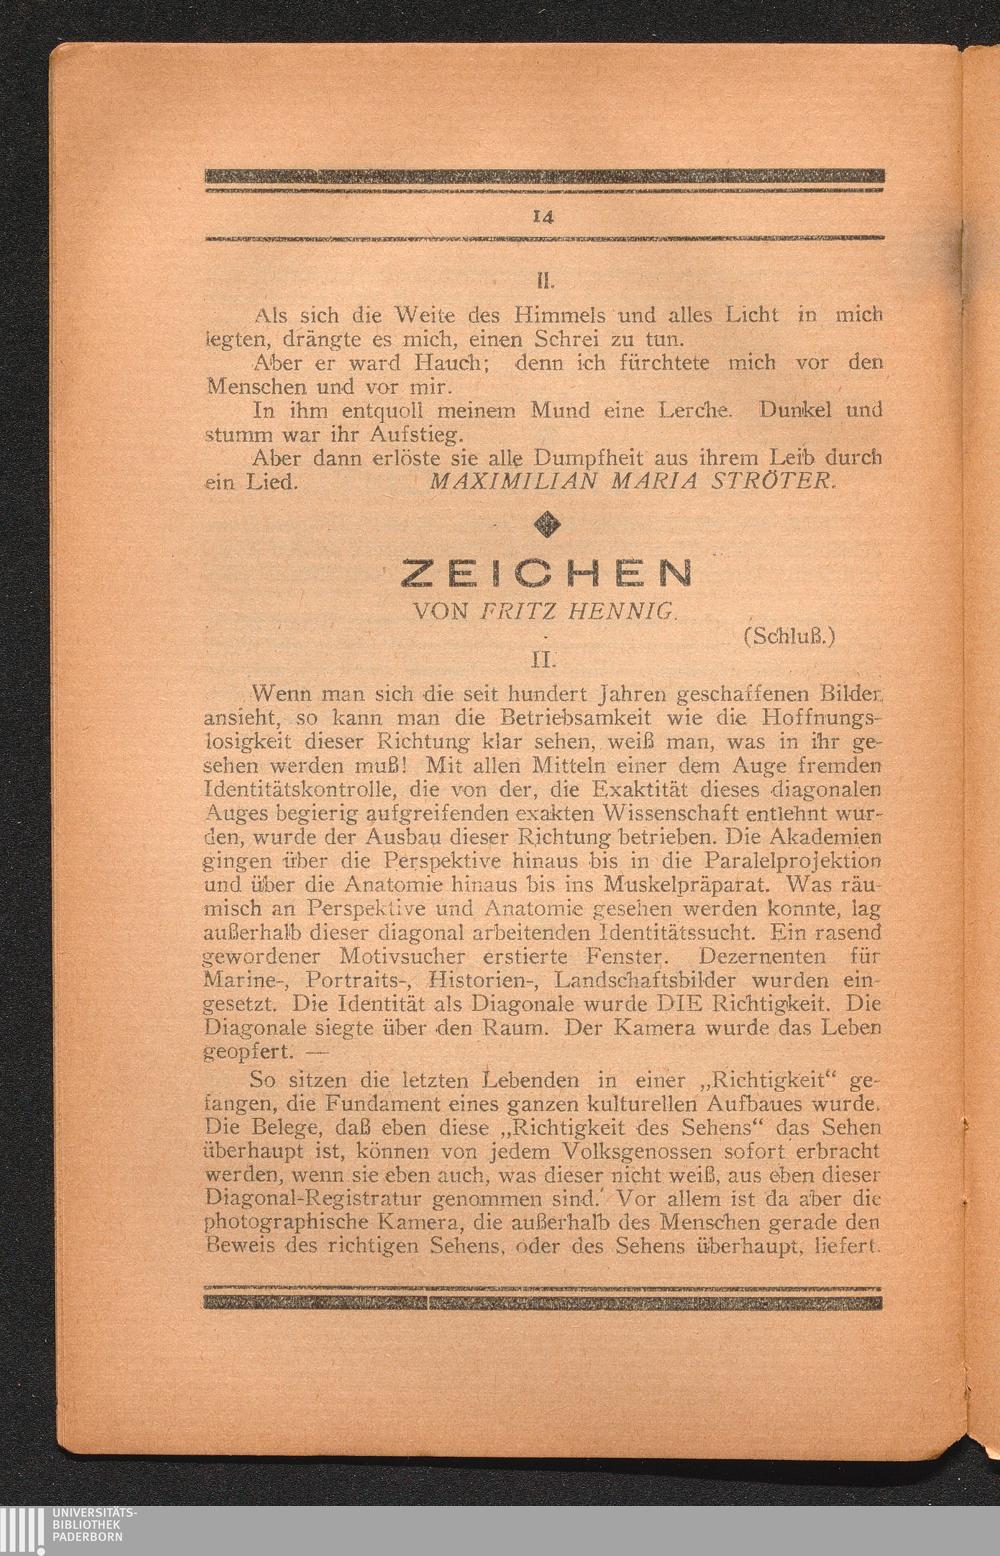 14
II.
Als sich die Weite des Himmels und alles Licht in mich
legten, drängte es mich, einen Schrei zu tun.
Aber er ward Hauch; denn ich fürchtete mich vor den
Menschen und vor mir.
In ihm entquoll meinem Mund eine Lerche. Dunkel und
stumm war ihr Aufstieg.
Aber dann erlöste sie alle Dumpfheit aus ihrem Leib durch
ein Lied. MAXIMILIAN MARIA STRÖTER.
ZEICHEN
VON FRITZ HENNIG.
(Schluß.)
II.
Wenn man sich die seit hundert Jahren geschaffenen Bilder
ansieht, so kann man die Betriebsamkeit wie die Hoffnungs-
losigkeit dieser Richtung klar sehen, weiß man, was in ihr ge-
sehen werden muß! Mit allen Mitteln einer dem Auge fremden
Identitätskontrolle, die von der, die Exaktität dieses diagonalen
Auges begierig aufgreifenden exakten Wissenschaft entlehnt wur-
den, wurde der Ausbau dieser Richtung betrieben. Die Akademien
gingen über die Perspektive hinaus bis in die Paralelprojektion
und über die Anatomie hinaus bis ins Muskelpräparat. Was räu-
misch an Perspektive und Anatomie gesehen werden konnte, lag
außerhalb dieser diagonal arbeitenden Identitätssucht. Ein rasend
gewordener Motivsucher erstierte Fenster. Dezernenten für
Marine-, Portraits-, Historien-, Landschaftsbilder wurden ein-
gesetzt. Die Identität als Diagonale wurde DIE Richtigkeit. Die
Diagonale siegte über den Raum. Der Kamera wurde das Leben
geopfert. —
So sitzen die letzten Lebenden in einer „Richtigkeit“ ge-
fangen, die Fundament eines ganzen kulturellen Aufbaues wurde.
Die Belege, daß eben diese „Richtigkeit des Sehens“ das Sehen
überhaupt ist, können von jedem Volksgenossen sofort erbracht
werden, wenn sie eben auch, was dieser nicht weiß, aus eben dieser
Diagonal-Registratur genommen sind. Vor allem ist da aber die
photographische Kamera, die außerhalb des Menschen gerade den
Beweis des richtigen Sehens, oder des Sehens überhaupt, liefert.
UNIVERSITÄTS-
BIBLIOTHEK
PADERBORN